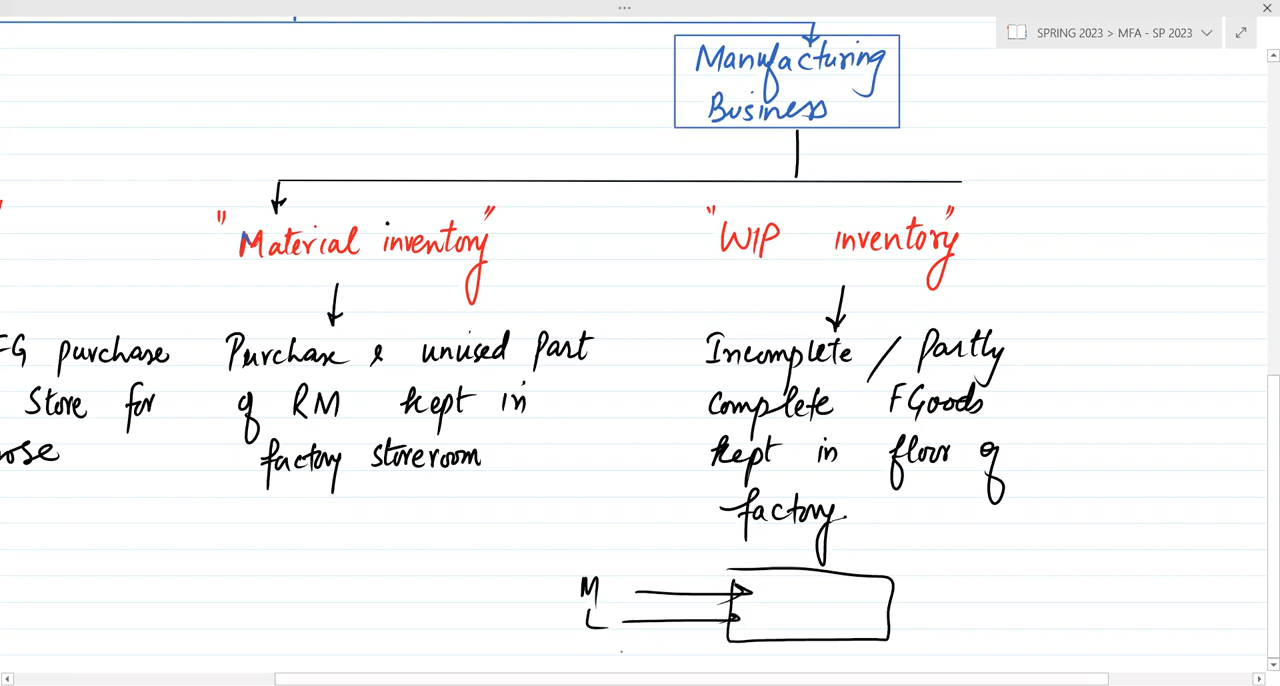 SPRING 2023 > MFA - SP 2023
Manufacturing
Business
"Material inventory"
"WIP inventory"
FG purchase
Store for
Purchase & unused part
of RM kept in
factory storeroom
Incomplete / Partly
complete FGoods
kept in floor of
factory
M
L